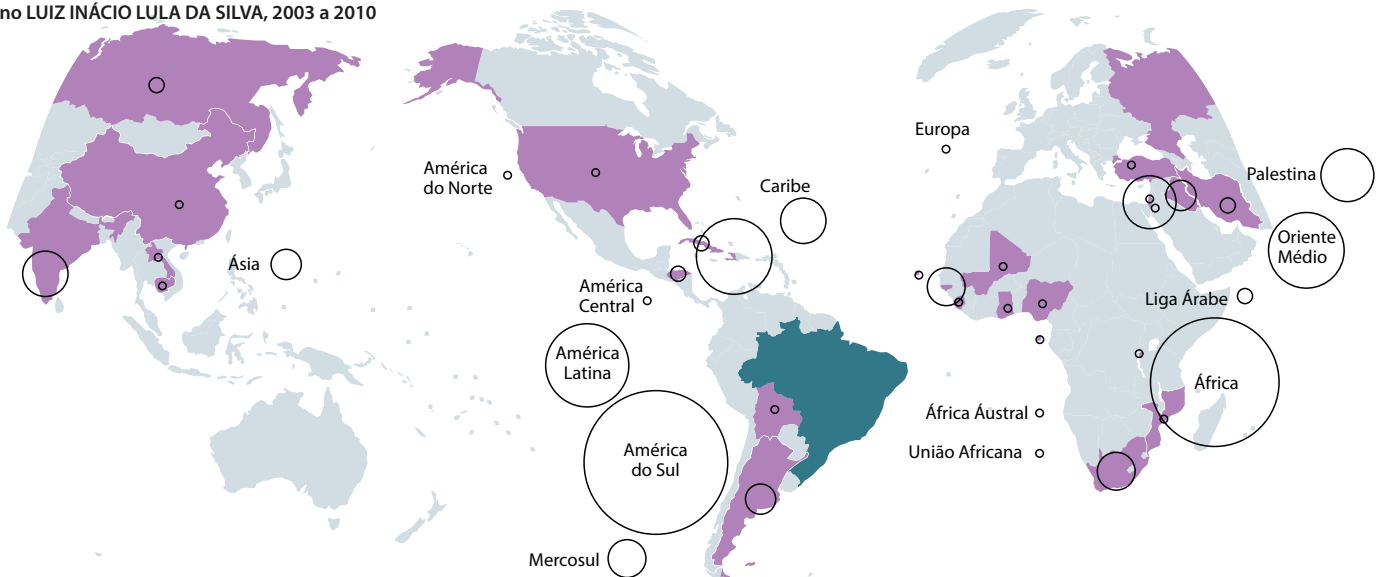 no LUIZ INÁCIO LULA DA SILVA, 2003 a 2010
Europa
América
do Norte
Palestina
Caribe
Oriente
Médio
Ásia
América
Central
Liga Árabe
América
Latina
África
África Áustral
América
do Sul
União Africana
Mercosul